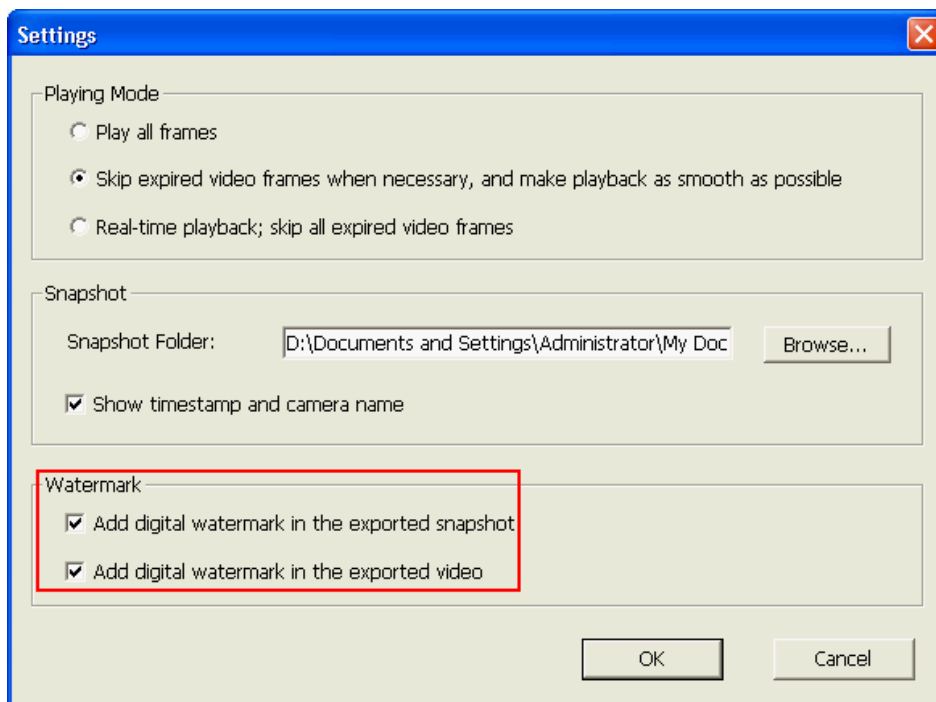 Settings
Playing Mode
Play all frames
Skip expired video frames when necessary, and make playback as smooth as possible
Real-time playback; skip all expired video frames
Snapshot
Snapshot Folder: D:\Documents and Settings\Administrator\My Doc Browse...
Show timestamp and camera name
Watermark
Add digital watermark in the exported snapshot
Add digital watermark in the exported video
OK Cancel